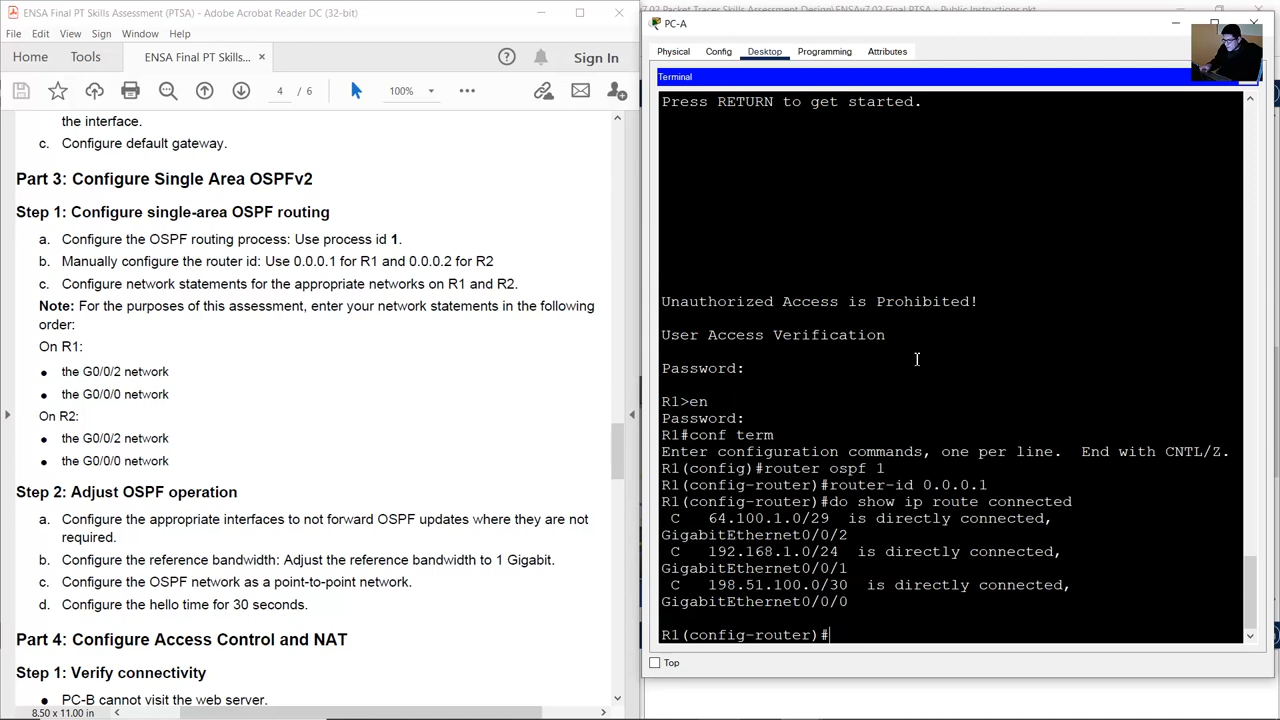 ENSA Final PT Skills Assessment (PTSA) - Adobe Acrobat Reader DC (32-bit)
File Edit View Sign Window Help
Home Tools ENSA Final PT Skills... × Sign In
4 / 6 100%
the interface.
c. Configure default gateway.
Part 3: Configure Single Area OSPFv2
Step 1: Configure single-area OSPF routing
a. Configure the OSPF routing process: Use process id 1.
b. Manually configure the router id: Use 0.0.0.1 for R1 and 0.0.0.2 for R2
c. Configure network statements for the appropriate networks on R1 and R2.
Note: For the purposes of this assessment, enter your network statements in the following
order:
On R1:
• the G0/0/2 network
• the G0/0/0 network
On R2:
• the G0/0/2 network
• the G0/0/0 network
Step 2: Adjust OSPF operation
a. Configure the appropriate interfaces to not forward OSPF updates where they are not
required.
b. Configure the reference bandwidth: Adjust the reference bandwidth to 1 Gigabit.
c. Configure the OSPF network as a point-to-point network.
d. Configure the hello time for 30 seconds.
Part 4: Configure Access Control and NAT
Step 1: Verify connectivity
• PC-B cannot visit the web server.
8.50 x 11.00 in
PC-A
Physical Config Desktop Programming Attributes
Terminal
Press RETURN to get started.
Unauthorized Access is Prohibited!
User Access Verification
Password:
R1>en
Password:
R1#conf term
Enter configuration commands, one per line. End with CNTL/Z.
R1(config)#router ospf 1
R1(config-router)#router-id 0.0.0.1
R1(config-router)#do show ip route connected
C 64.100.1.0/29 is directly connected,
GigabitEthernet0/0/2
C 192.168.1.0/24 is directly connected,
GigabitEthernet0/0/1
C 198.51.100.0/30 is directly connected,
GigabitEthernet0/0/0
R1(config-router)#
Top